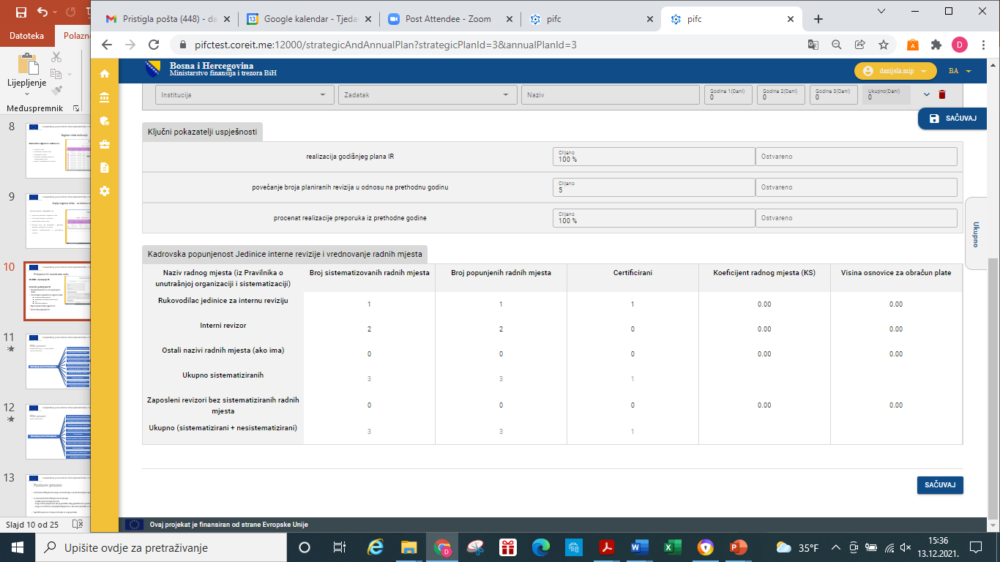 Datoteka
Polazno
Lijepljenje
Međuspremnik
8
9
10
11
12
13
Poslovni procesi
Slajd 10 od 25
Pristigla pošta (448) - da
Google kalendar - Tjeda
Post Attendee - Zoom
pifc
pifc
pifctest.coreit.me:12000/strategicAndAnnualPlan?strategicPlanId=3&annualPlanId=3
D
Bosna i Hercegovina
Ministarstvo finansija i trezora BiH
danijela.mip
BA
Institucija
Zadatak
Naziv
Godina 1(Dani)
0
Godina 2(Dani)
0
Godina 3(Dani)
0
Ukupno(Dani)
0
SAČUVAJ
Ključni pokazatelji uspješnosti
realizacija godišnjeg plana IR
Ciljano
100 %
Ostvareno
povećanje broja planiranih revizija u odnosu na prethodnu godinu
Ciljano
5
Ostvareno
procenat realizacije preporuka iz prethodne godine
Ciljano
100 %
Ostvareno
Ukupno
Kadrovska popunjenost Jedinice interne revizije i vrednovanje radnih mjesta
Naziv radnog mjesta (iz Pravilnika o
unutrašnjoj organizaciji i sistematizaciji)
Broj sistematizovanih radnih mjesta
Broj popunjenih radnih mjesta
Certificirani
Koeficijent radnog mjesta (KS)
Visina osnovice za obračun plate
Rukovodilac jedinice za internu reviziju
1 1 1 0.00 0.00
Interni revizor
2 2 0 0.00 0.00
Ostali nazivi radnih mjesta (ako ima)
0 0 0 0.00 0.00
Ukupno sistematiziranih
3 3 1
Zaposleni revizori bez sistematiziranih radnih
mjesta
0 0 0 0.00 0.00
Ukupno (sistematizirani + nesistematizirani)
3 3 1
SAČUVAJ
Ovaj projekat je finansiran od strane Evropske Unije
Upišite ovdje za pretraživanje
35°F
15:36
13.12.2021.